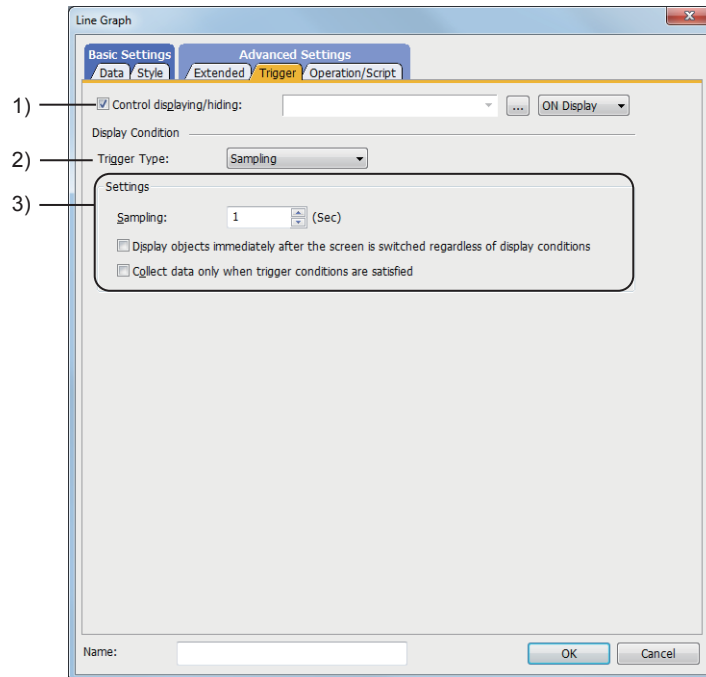 Line Graph
x
Basic Settings Advanced Settings
Data Style Extended Trigger Operation/Script
1) Control displaying/hiding: ... ON Display
Display Condition
2) Trigger Type: Sampling
3) Settings
Sampling: 1 (Sec)
Display objects immediately after the screen is switched regardless of display conditions
Collect data only when trigger conditions are satisfied
Name: OK Cancel